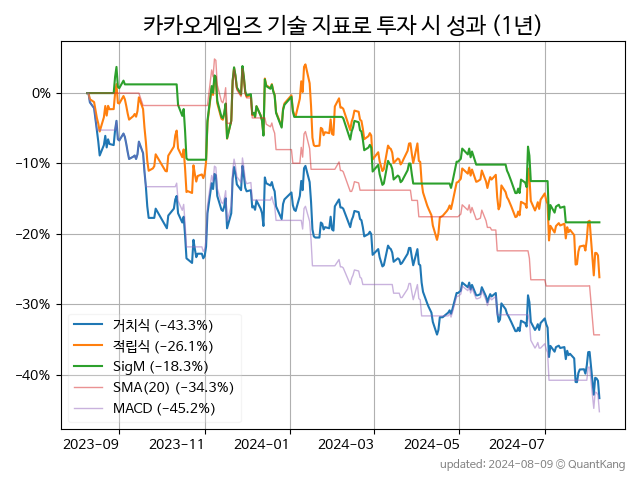 카카오게임즈 기술 지표로 투자 시 성과 (1년)
0%
−10%
−20%
−30%
−40%
거치식 (−43.3%)
적립식 (−26.1%)
SigM (−18.3%)
SMA(20) (−34.3%)
MACD (−45.2%)
2023−09 2023−11 2024−01 2024−03 2024−05 2024−07
updated: 2024−08−09 © QuantKang